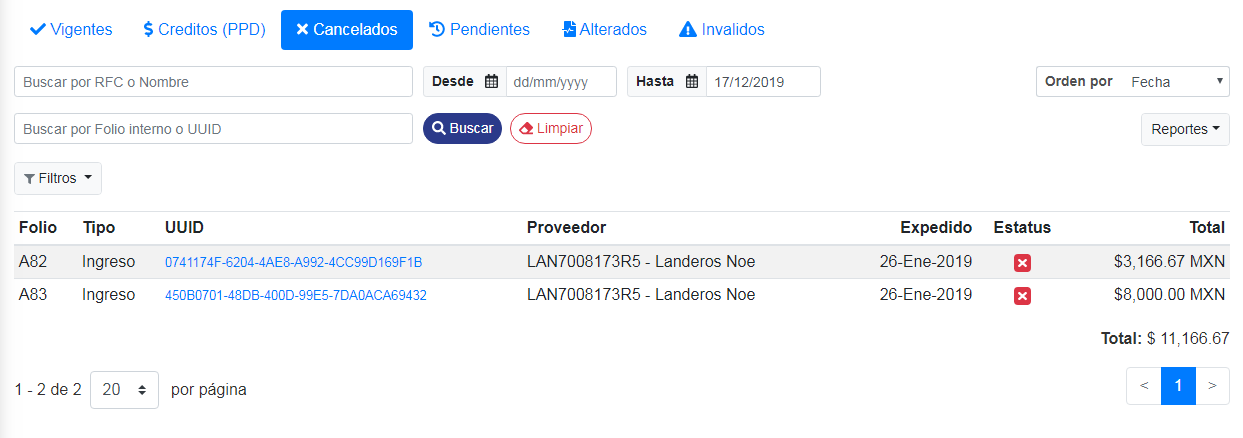 Vigentes Creditos (PPD) Cancelados Pendientes Alterados Invalidos
Buscar por RFC o Nombre Desde dd/mm/yyyy Hasta 17/12/2019 Orden por Fecha
Buscar por Folio interno o UUID Buscar Limpiar Reportes
Filtros
Folio Tipo UUID Proveedor Expedido Estatus Total
A82 Ingreso 0741174F-6204-4AE8-A992-4CC99D169F1B LAN7008173R5 - Landeros Noe 26-Ene-2019 $3,166.67 MXN
A83 Ingreso 450B0701-48DB-400D-99E5-7DA0ACA69432 LAN7008173R5 - Landeros Noe 26-Ene-2019 $8,000.00 MXN
Total: $ 11,166.67
1 - 2 de 2 20 por página < 1 >